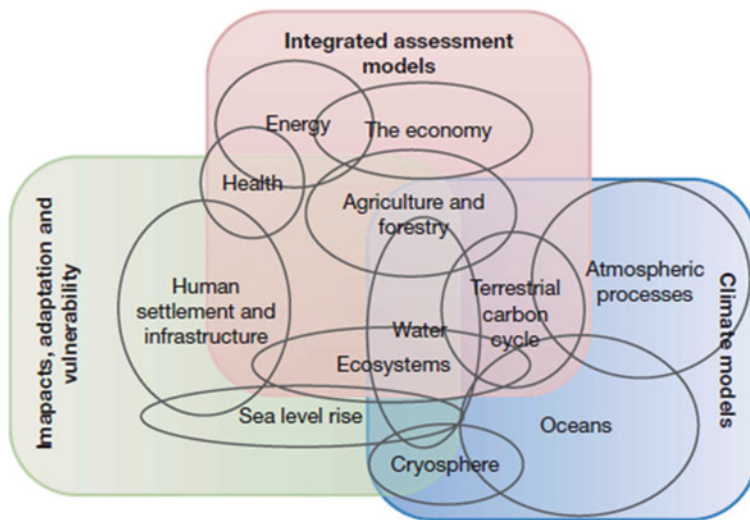 Integrated assessment
models
Energy
The economy
Health
Agriculture and
forestry
Imapacts, adaptation and
vulnerability
Human
settlement and
infrastructure
Water
Terrestrial
carbon
cycle
Atmospheric
processes
Climate models
Ecosystems
Sea level rise
Oceans
Cryosphere